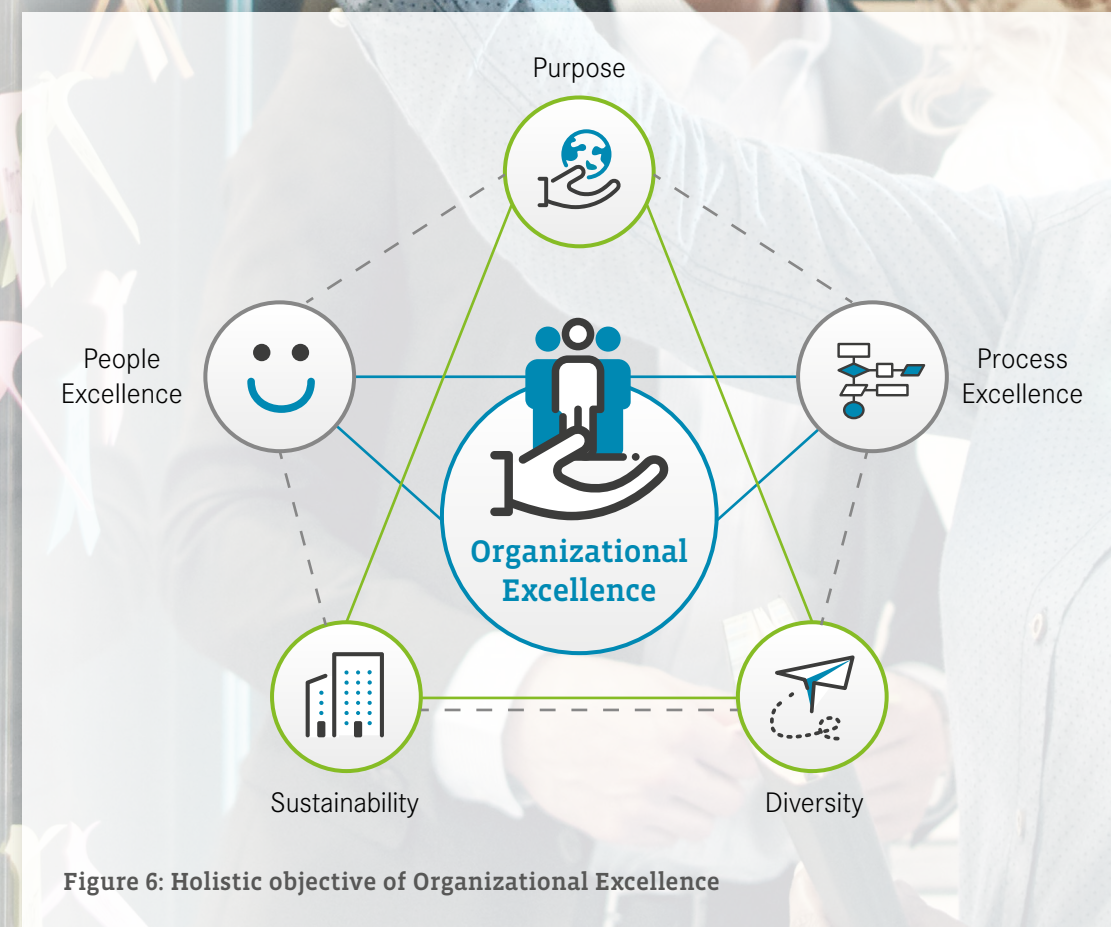 Purpose
People
Excellence
Process
Excellence
Organizational
Excellence
Sustainability
Diversity
Figure 6: Holistic objective of Organizational Excellence